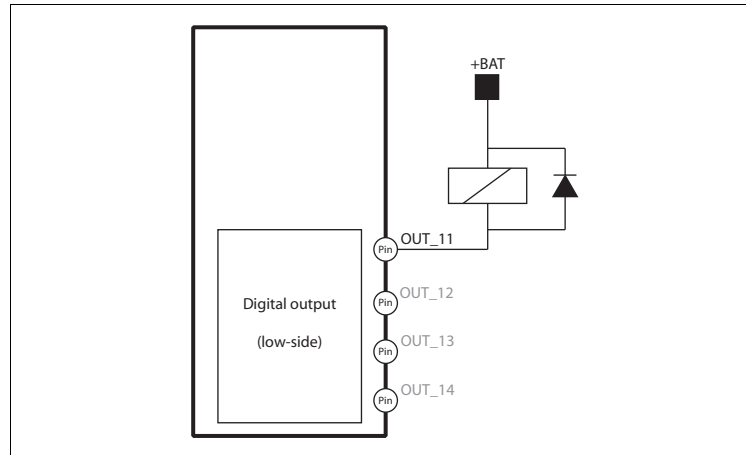 +BAT
Pin
OUT_11
Pin
OUT_12
Digital output
(low-side)
Pin
OUT_13
Pin
OUT_14